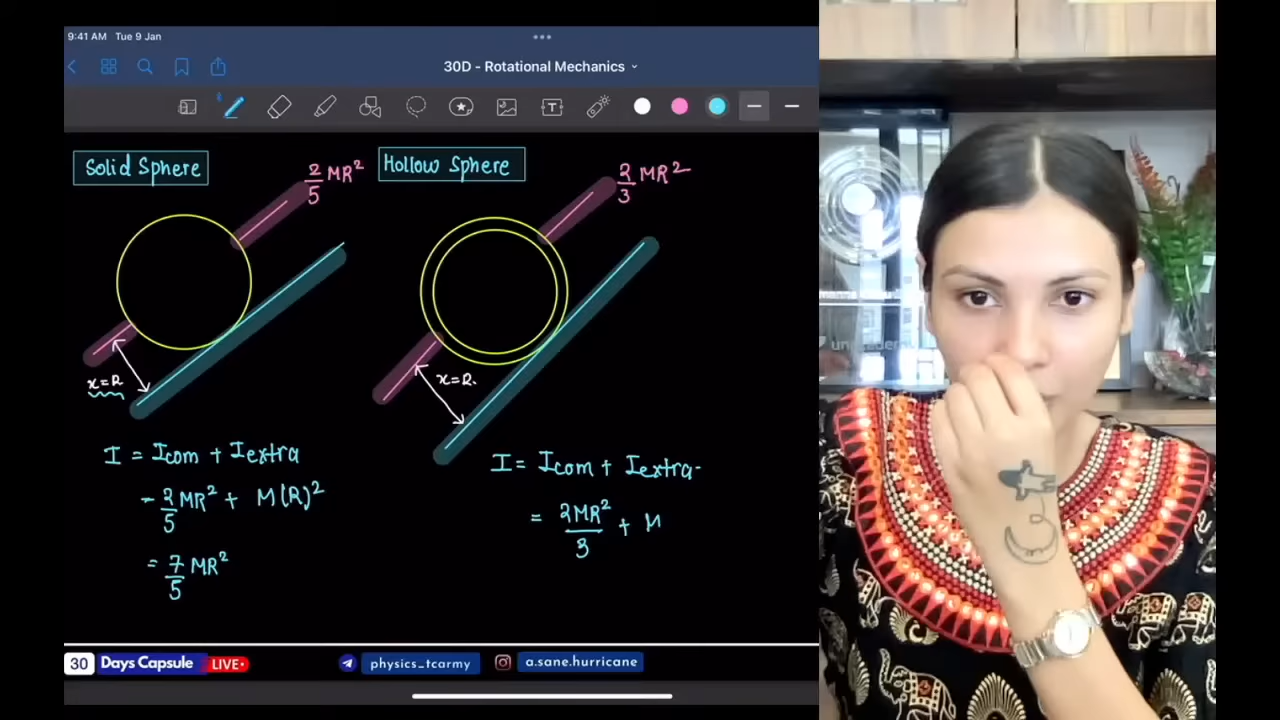 9:41 AM Tue 9 Jan
30D - Rotational Mechanics
Solid Sphere
2/5 MR²
Hollow Sphere
2/3 MR²
x=R
x=R.
I = Icom + Iextra
= 2/5 MR² + M(R)²
= 7/5 MR²
I = Icom + Iextra
= 2MR²/3 + M
30 Days Capsule LIVE
physics_tcarmy
a.sane.hurricane